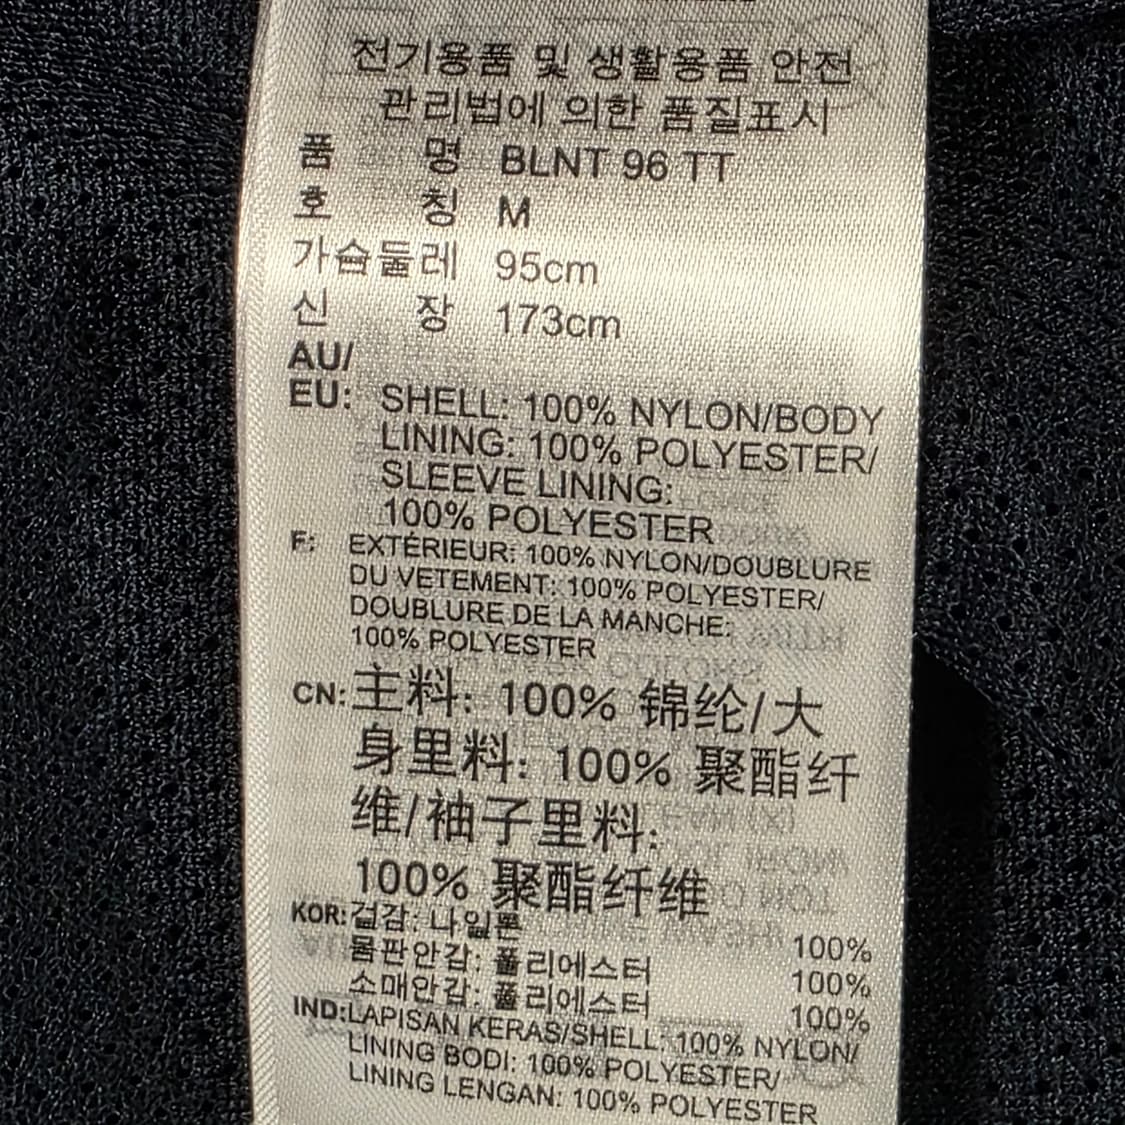 전기용품 및 생활용품 안전
관리법에 의한 품질표시
품 명 BLNT 96 TT
호 칭 M
가슴둘레 95cm
신 장 173cm
AU/
EU: SHELL: 100% NYLON/BODY
LINING: 100% POLYESTER/
SLEEVE LINING:
100% POLYESTER
F: EXTÉRIEUR: 100% NYLON/DOUBLURE
DU VETEMENT: 100% POLYESTER/
DOUBLURE DE LA MANCHE:
100% POLYESTER
CN: 主料: 100% 锦纶/大
身里料: 100% 聚酯纤
维/袖子里料:
100% 聚酯纤维
KOR: 겉감: 나일론 100%
몸판안감: 폴리에스터 100%
소매안감: 폴리에스터 100%
IND: LAPISAN KERAS/SHELL: 100% NYLON/
LINING BODI: 100% POLYESTER/
LINING LENGAN: 100% POLYESTER